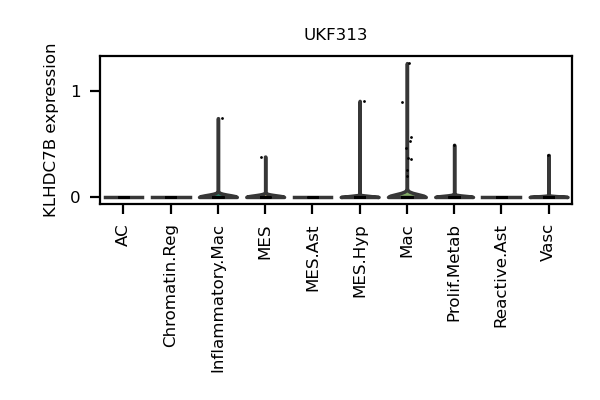 UKF313
KLHDC7B expression
1
0
AC
Chromatin.Reg
Inflammatory.Mac
MES
MES.Ast
MES.Hyp
Mac
Prolif.Metab
Reactive.Ast
Vasc